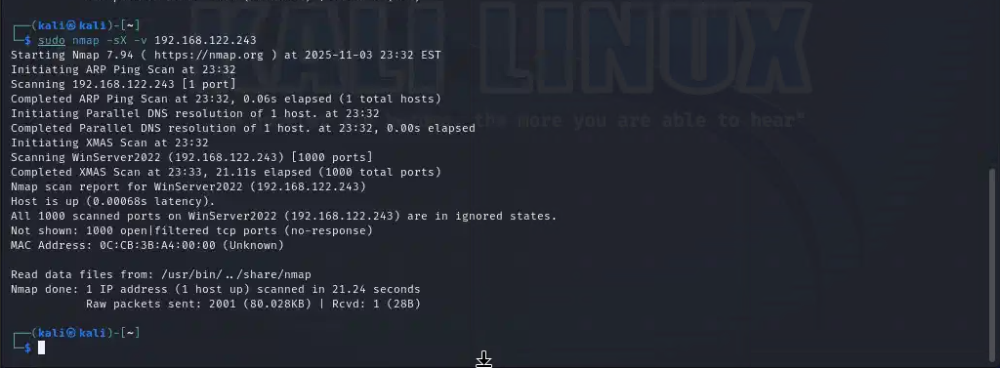 ┌──(kali㉿kali)-[~]
└─$ sudo nmap -sX -v 192.168.122.243
Starting Nmap 7.94 ( https://nmap.org ) at 2025-11-03 23:32 EST
Initiating ARP Ping Scan at 23:32
Scanning 192.168.122.243 [1 port]
Completed ARP Ping Scan at 23:32, 0.06s elapsed (1 total hosts)
Initiating Parallel DNS resolution of 1 host. at 23:32
Completed Parallel DNS resolution of 1 host. at 23:32, 0.00s elapsed
Initiating XMAS Scan at 23:32
Scanning WinServer2022 (192.168.122.243) [1000 ports]
Completed XMAS Scan at 23:33, 21.11s elapsed (1000 total ports)
Nmap scan report for WinServer2022 (192.168.122.243)
Host is up (0.00068s latency).
All 1000 scanned ports on WinServer2022 (192.168.122.243) are in ignored states.
Not shown: 1000 open|filtered tcp ports (no-response)
MAC Address: 0C:CB:3B:A4:00:00 (Unknown)
Read data files from: /usr/bin/../share/nmap
Nmap done: 1 IP address (1 host up) scanned in 21.24 seconds
Raw packets sent: 2001 (80.028KB) | Rcvd: 1 (28B)
┌──(kali㉿kali)-[~]
└─$
KALI LINUX
the more you are able to hear"